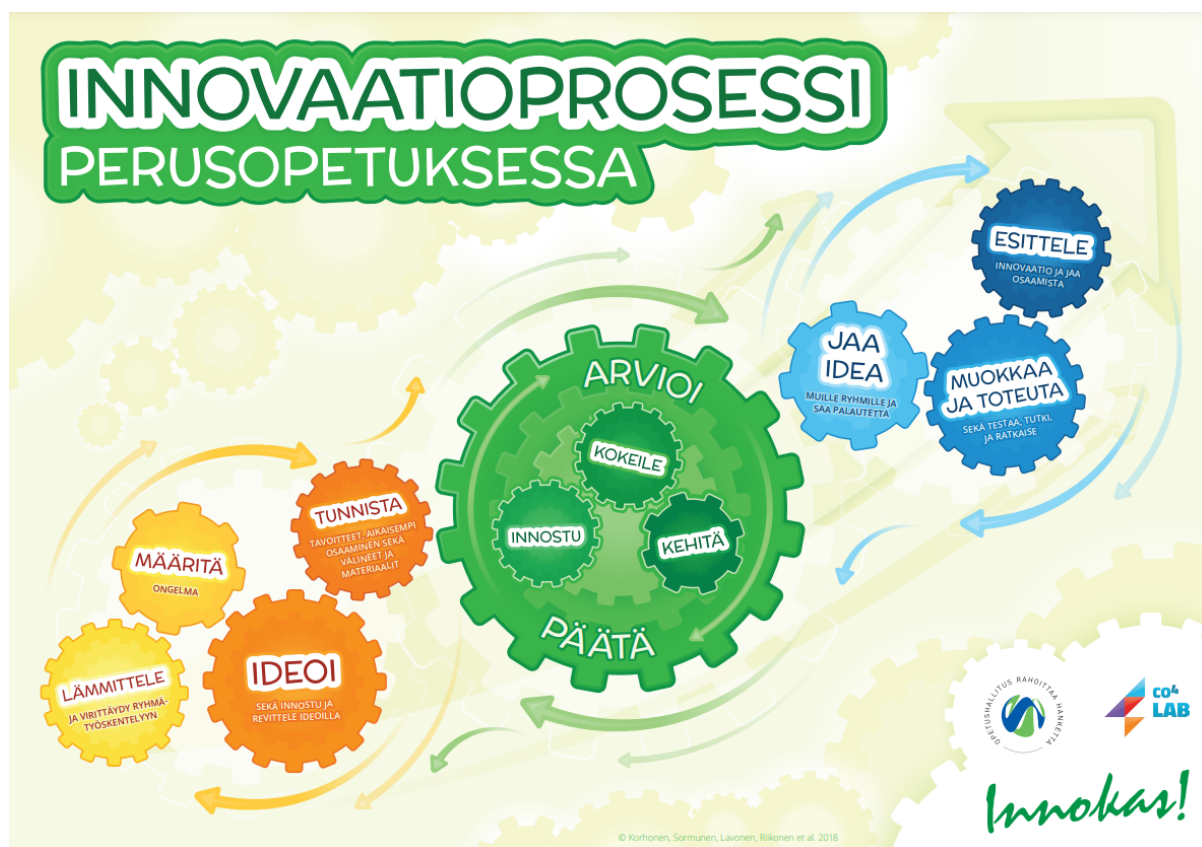 INNOVAATIOPROSESSI
PERUSOPETUKSESSA
LÄMMITTELE
JA VIRITTÄYDY RYHMÄ-
TYÖSKENTELYYN
MÄÄRITÄ
ONGELMA
IDEOI
SEKÄ INNOSTU JA
REVITTELE IDEOILLA
TUNNISTA
TAVOITTEET, AIKAISEMPI
OSAAMINEN SEKÄ
VÄLINEET JA
MATERIAALIT
ARVIOI
KOKEILE
INNOSTU
KEHITÄ
PÄÄTÄ
JAA
IDEA
MUILLE RYHMILLE JA
SAA PALAUTETTA
MUOKKAA
JA TOTEUTA
SEKÄ TESTAA, TUTKI,
JA RATKAISE
ESITTELE
INNOVAATIO JA JAA
OSAAMISTA
OPETUSHALLITUS RAHOITTAA HANKETTA
CO4
LAB
Innokas!
© Korhonen, Sormunen, Lavonen, Riikonen et al. 2018